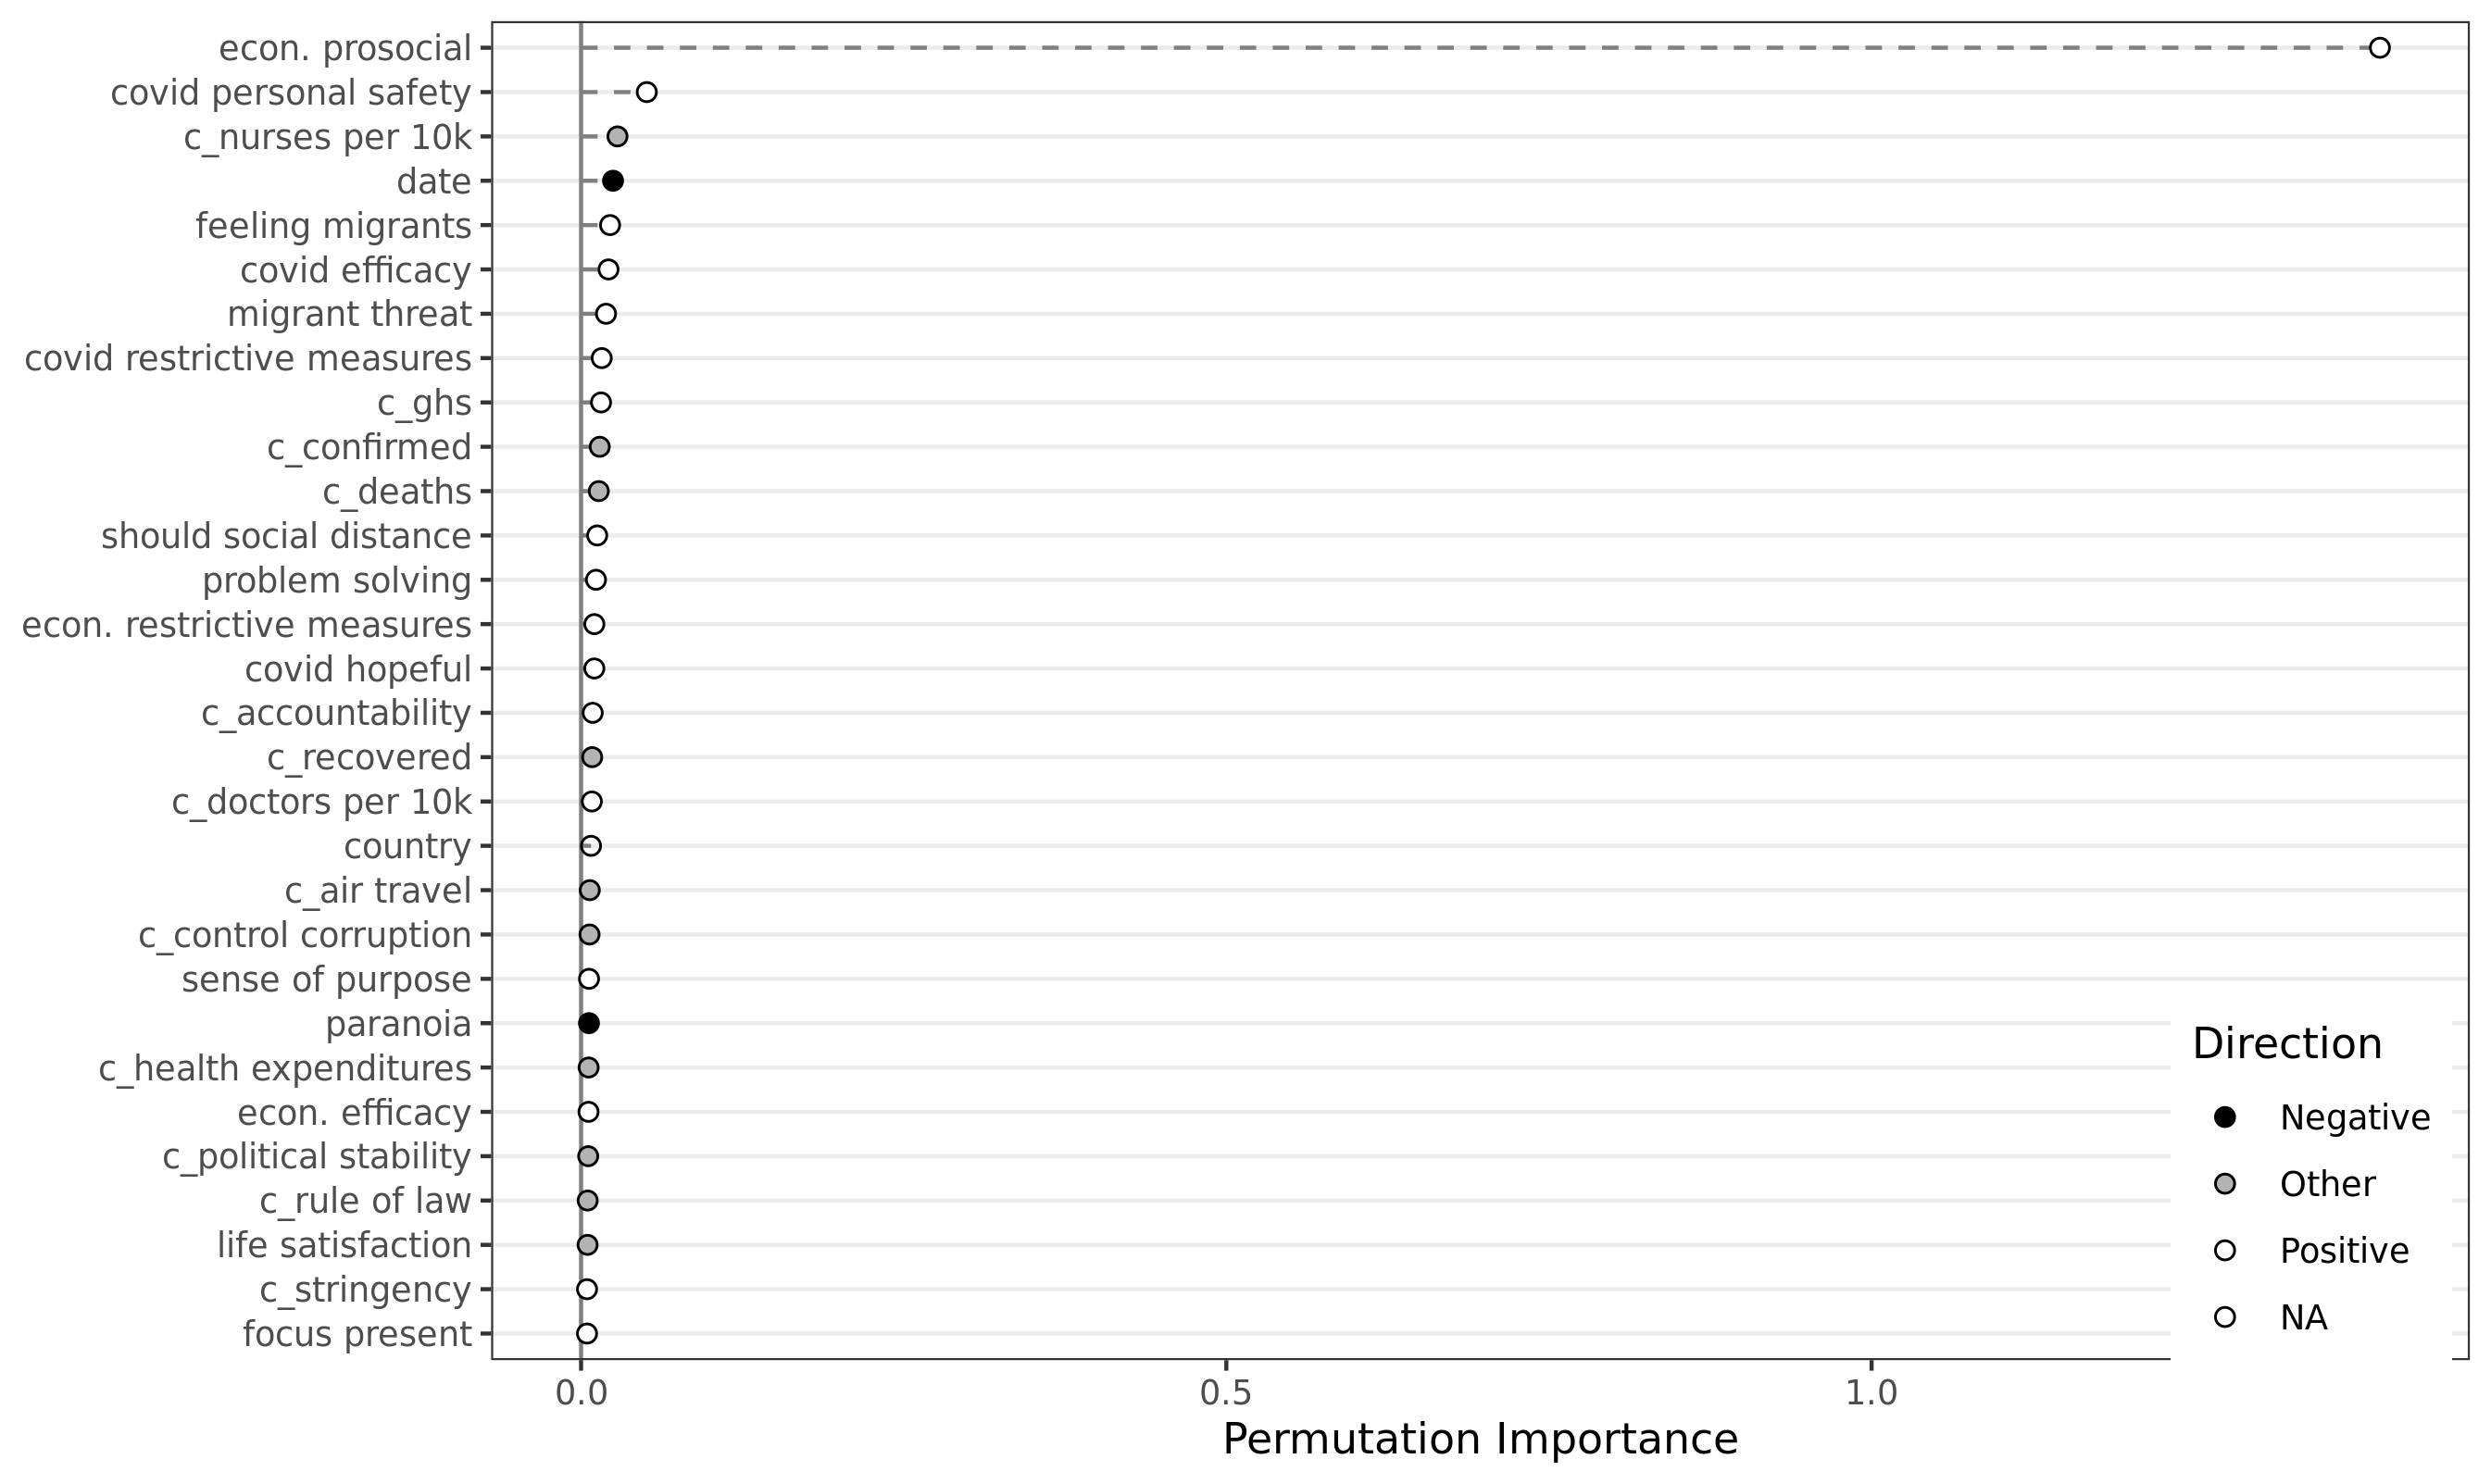 econ. prosocial
covid personal safety
c_nurses per 10k
date
feeling migrants
covid efficacy
migrant threat
covid restrictive measures
c_ghs
c_confirmed
c_deaths
should social distance
problem solving
econ. restrictive measures
covid hopeful
c_accountability
c_recovered
c_doctors per 10k
country
c_air travel
c_control corruption
sense of purpose
paranoia
c_health expenditures
econ. efficacy
c_political stability
c_rule of law
life satisfaction
c_stringency
focus present
Direction
Negative
Other
Positive
NA
0.0 0.5 1.0
Permutation Importance